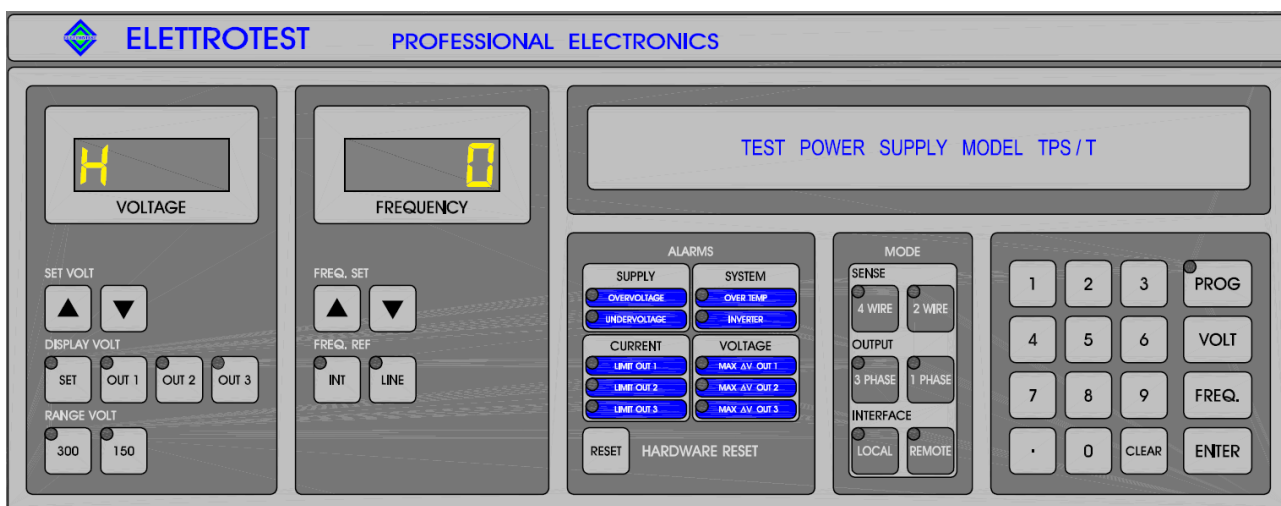 ELETTROTEST PROFESSIONAL ELECTRONICS
H
VOLTAGE
SET VOLT
DISPLAY VOLT
SET OUT 1 OUT 2 OUT 3
RANGE VOLT
300 150
0
FREQUENCY
FREQ. SET
FREQ. REF
INT LINE
TEST POWER SUPPLY MODEL TPS / T
ALARMS
SUPPLY
OVERVOLTAGE
UNDERVOLTAGE
SYSTEM
OVER TEMP
INVERTER
CURRENT
LIMIT OUT 1
LIMIT OUT 2
LIMIT OUT 3
VOLTAGE
MAX ΔV OUT 1
MAX ΔV OUT 2
MAX ΔV OUT 3
RESET HARDWARE RESET
MODE
SENSE
4 WIRE 2 WIRE
OUTPUT
3 PHASE 1 PHASE
INTERFACE
LOCAL REMOTE
1 2 3 PROG
4 5 6 VOLT
7 8 9 FREQ.
. 0 CLEAR ENTER